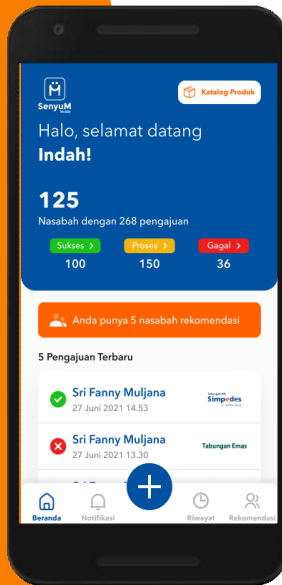 SenyuM
mobile
Katalog Produk
Halo, selamat datang
Indah!
125
Nasabah dengan 268 pengajuan
Sukses >
Proses >
Gagal >
100
150
36
Anda punya 5 nasabah rekomendasi
5 Pengajuan Terbaru
Sri Fanny Muljana
27 Juni 2021 14.53
Simpedes
Sri Fanny Muljana
27 Juni 2021 13.30
Tabungan Emas
Beranda
Notifikasi
Riwayat
Rekomendasi